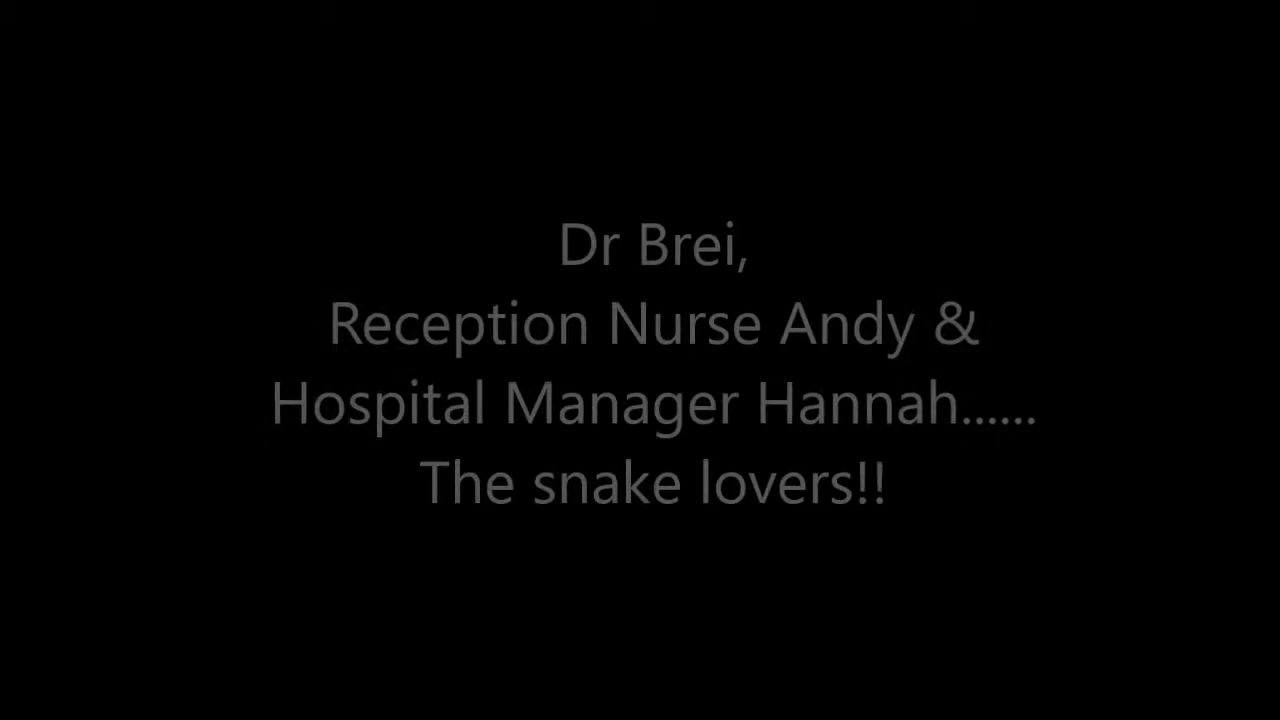 Dr Brei,
Reception Nurse Andy &
Hospital Manager Hannah......
The snake lovers!!